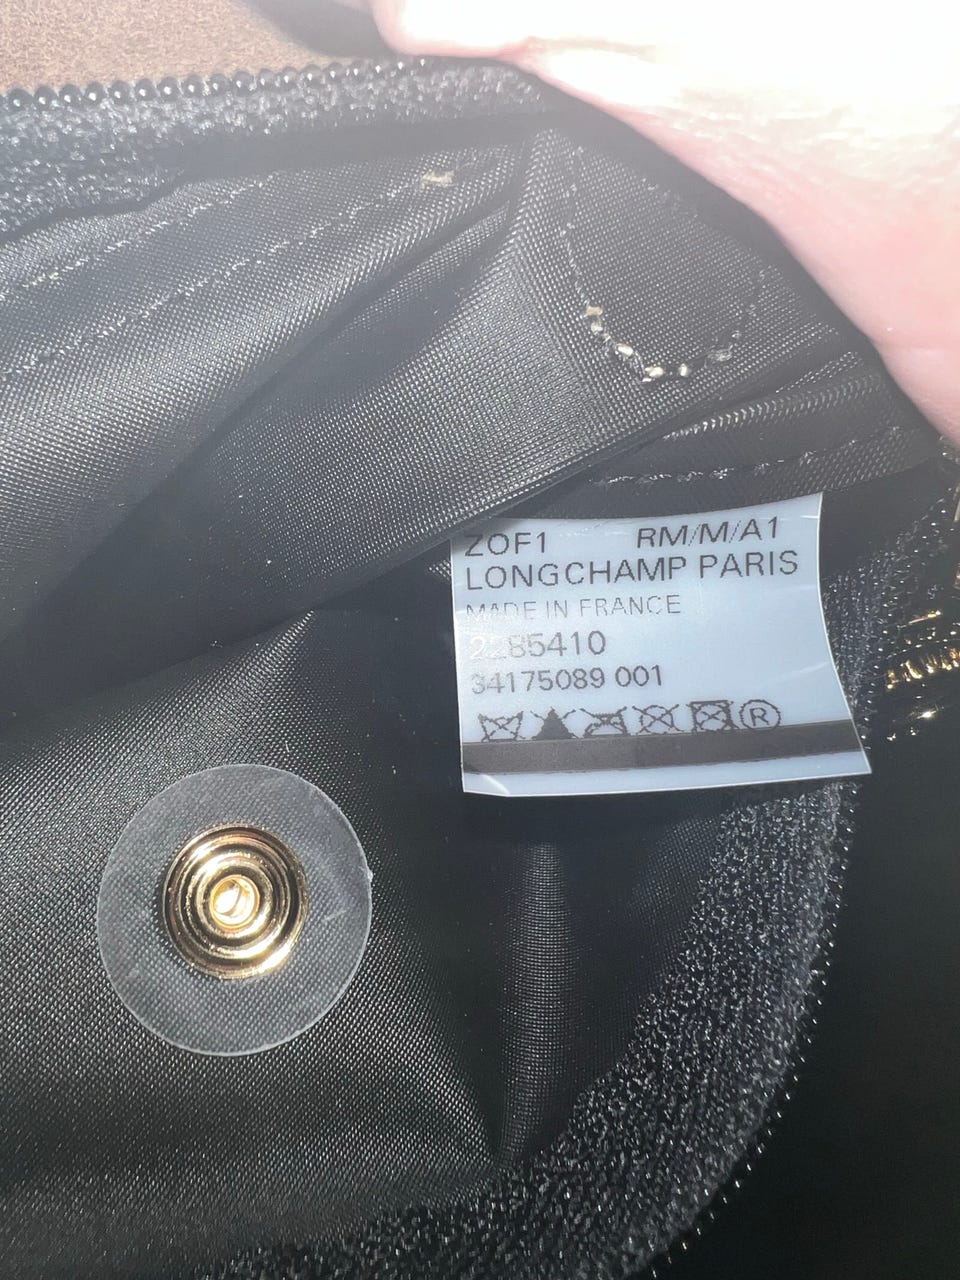 ZOF1 RM/M/A1
LONGCHAMP PARIS
MADE IN FRANCE
2285410
34175089 001
®